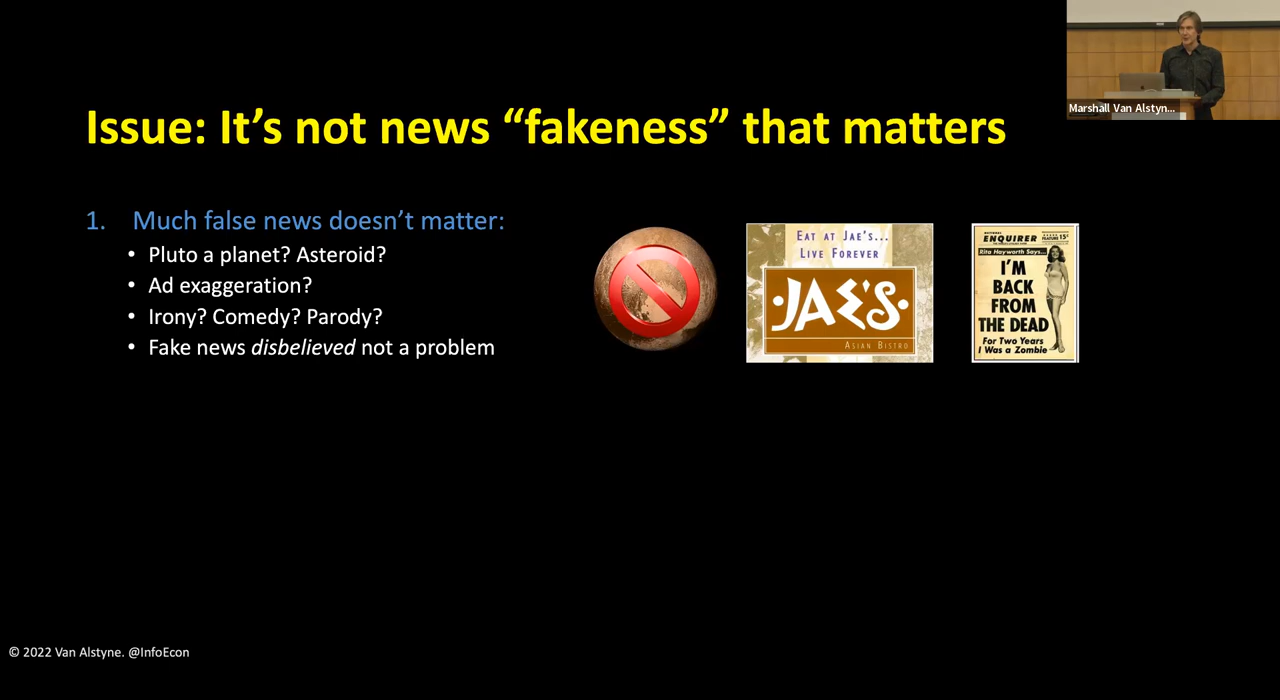 Marshall Van Alstyn...
Issue: It's not news “fakeness” that matters
1. Much false news doesn't matter:
• Pluto a planet? Asteroid?
• Ad exaggeration?
• Irony? Comedy? Parody?
• Fake news disbelieved not a problem
EAT AT JAE'S...
LIVE FOREVER
·JAE'S·
ASIAN BISTRO
ENQUIRER
15¢
Rita Hayworth Says...
I'M
BACK
FROM
THE DEAD
For Two Years
I Was a Zombie
© 2022 Van Alstyne. @InfoEcon